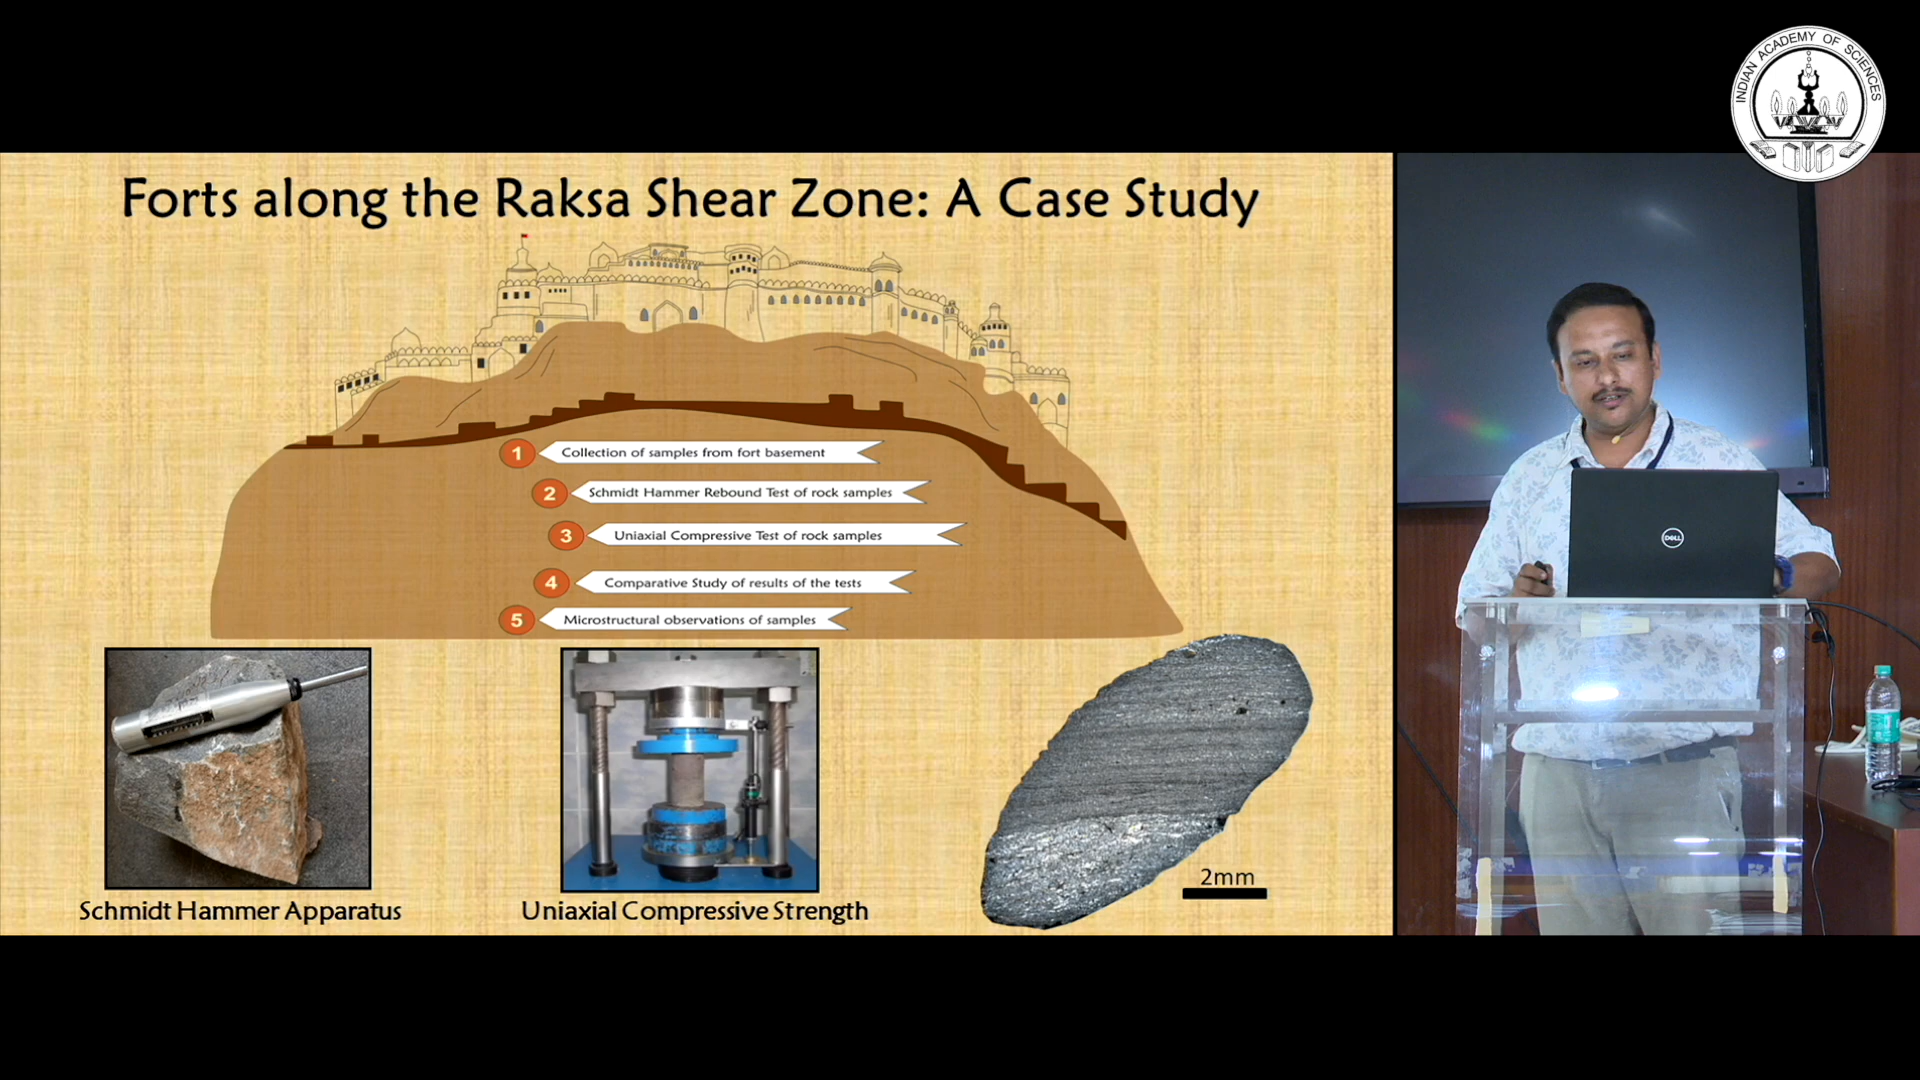 INDIAN ACADEMY OF SCIENCES
Forts along the Raksa Shear Zone: A Case Study
1 Collection of samples from fort basement
2 Schmidt Hammer Rebound Test of rock samples
3 Uniaxial Compressive Test of rock samples
4 Comparative Study of results of the tests
5 Microstructural observations of samples
2mm
Schmidt Hammer Apparatus
Uniaxial Compressive Strength
DELL